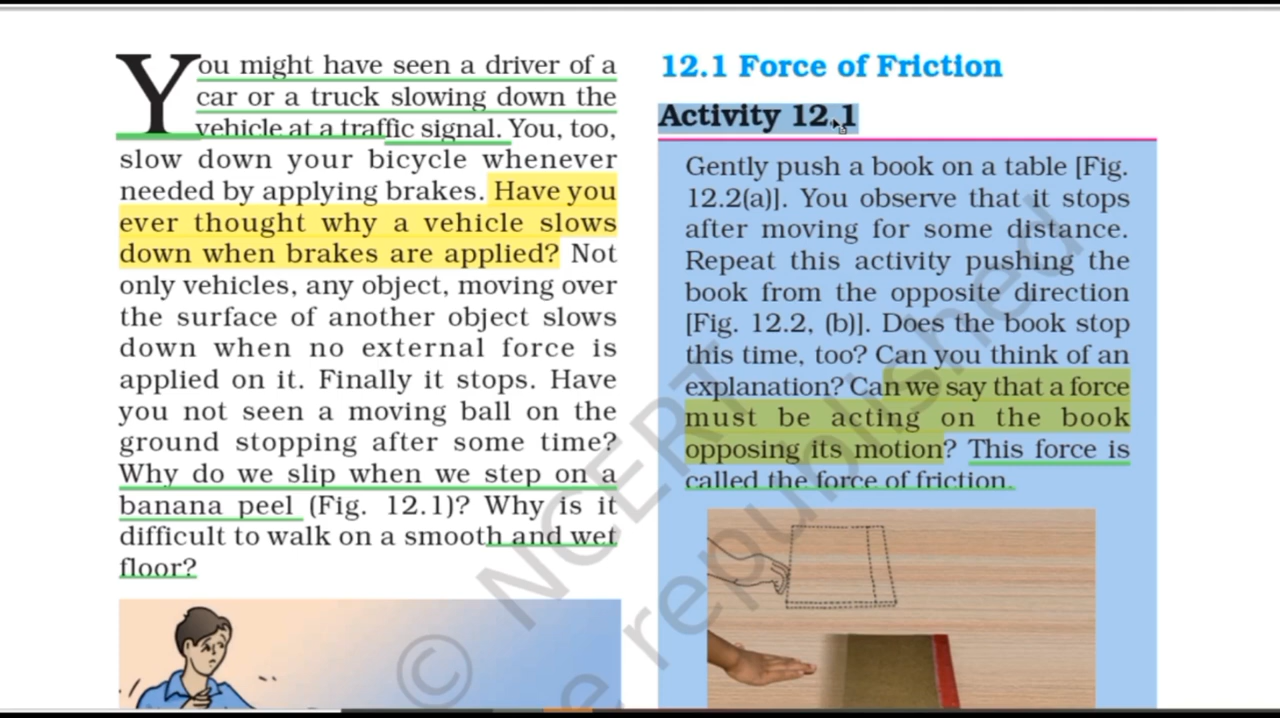 You might have seen a driver of a
car or a truck slowing down the
vehicle at a traffic signal. You, too,
slow down your bicycle whenever
needed by applying brakes. Have you
ever thought why a vehicle slows
down when brakes are applied? Not
only vehicles, any object, moving over
the surface of another object slows
down when no external force is
applied on it. Finally it stops. Have
you not seen a moving ball on the
ground stopping after some time?
Why do we slip when we step on a
banana peel (Fig. 12.1)? Why is it
difficult to walk on a smooth and wet
floor?
12.1 Force of Friction
Activity 12.1
Gently push a book on a table [Fig.
12.2(a)]. You observe that it stops
after moving for some distance.
Repeat this activity pushing the
book from the opposite direction
[Fig. 12.2, (b)]. Does the book stop
this time, too? Can you think of an
explanation? Can we say that a force
must be acting on the book
opposing its motion? This force is
called the force of friction.
© NCERT
e republished